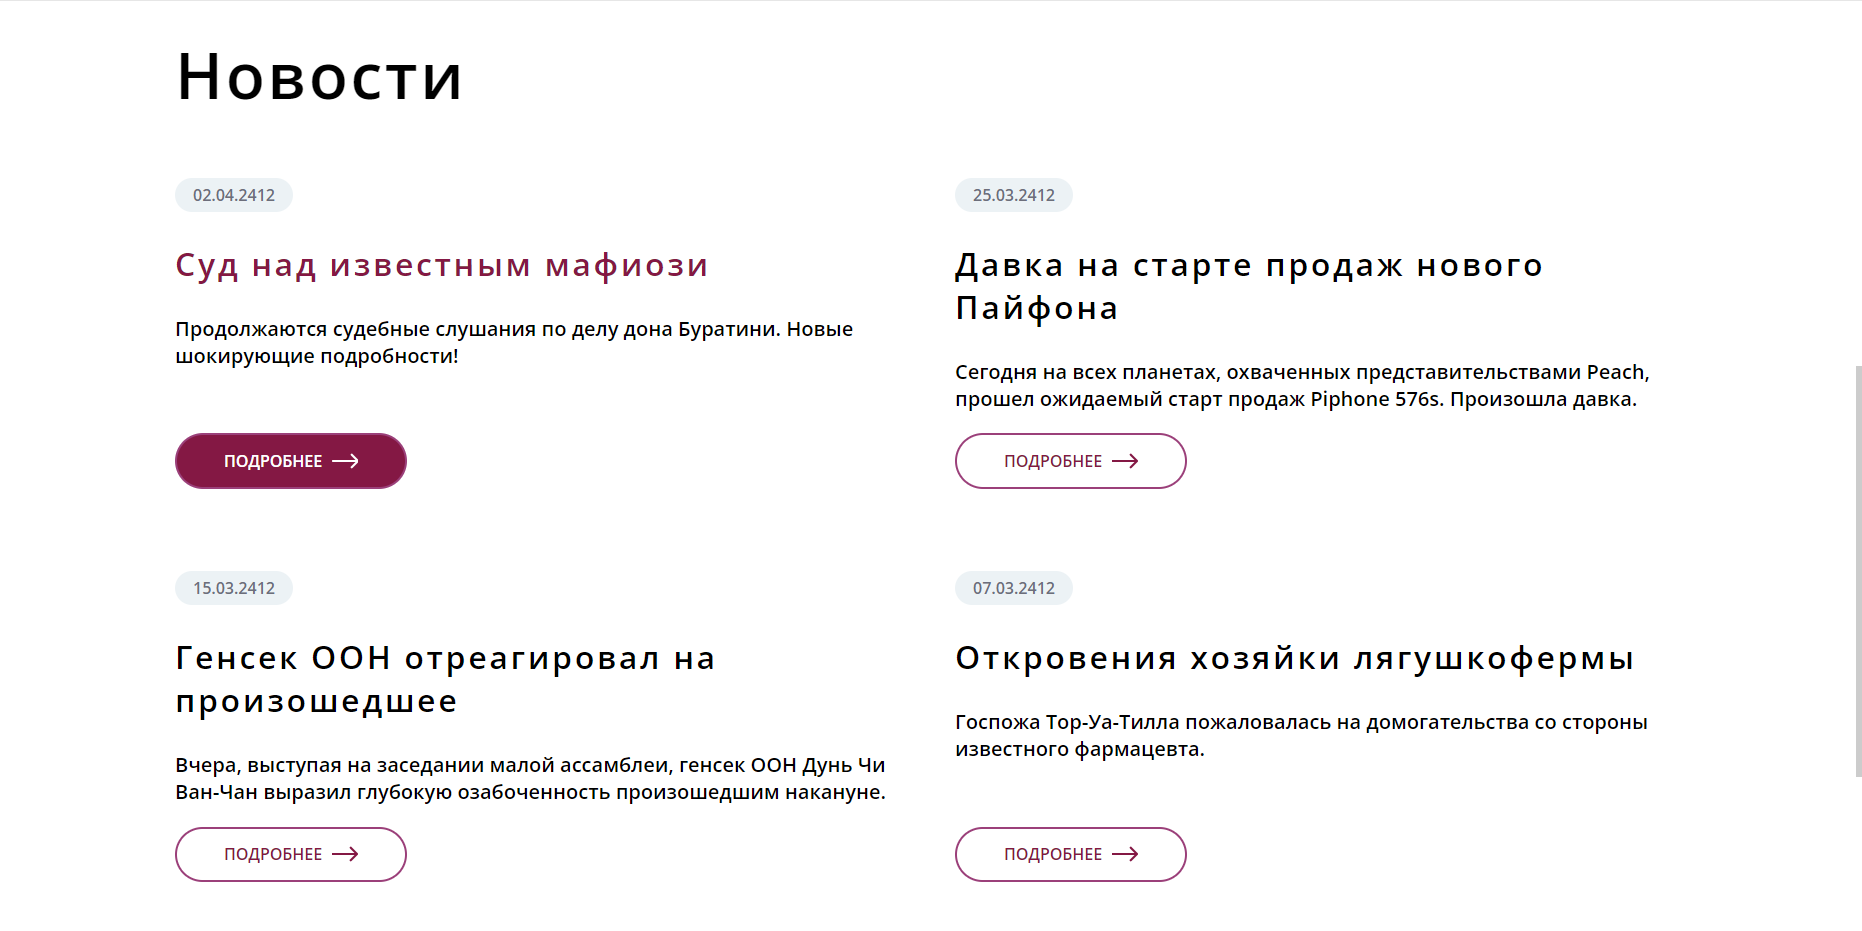 Новости
02.04.2412
Суд над известным мафиози
Продолжаются судебные слушания по делу дона Буратини. Новые
шокирующие подробности!
ПОДРОБНЕЕ
25.03.2412
Давка на старте продаж нового
Пайфона
Сегодня на всех планетах, охваченных представительствами Peach,
прошел ожидаемый старт продаж Piphone 576s. Произошла давка.
ПОДРОБНЕЕ
15.03.2412
Генсек ООН отреагировал на
произошедшее
Вчера, выступая на заседании малой ассамблеи, генсек ООН Дунь Чи
Ван-Чан выразил глубокую озабоченность произошедшим накануне.
ПОДРОБНЕЕ
07.03.2412
Откровения хозяйки лягушкофермы
Госпожа Тор-Уа-Тилла пожаловалась на домогательства со стороны
известного фармацевта.
ПОДРОБНЕЕ